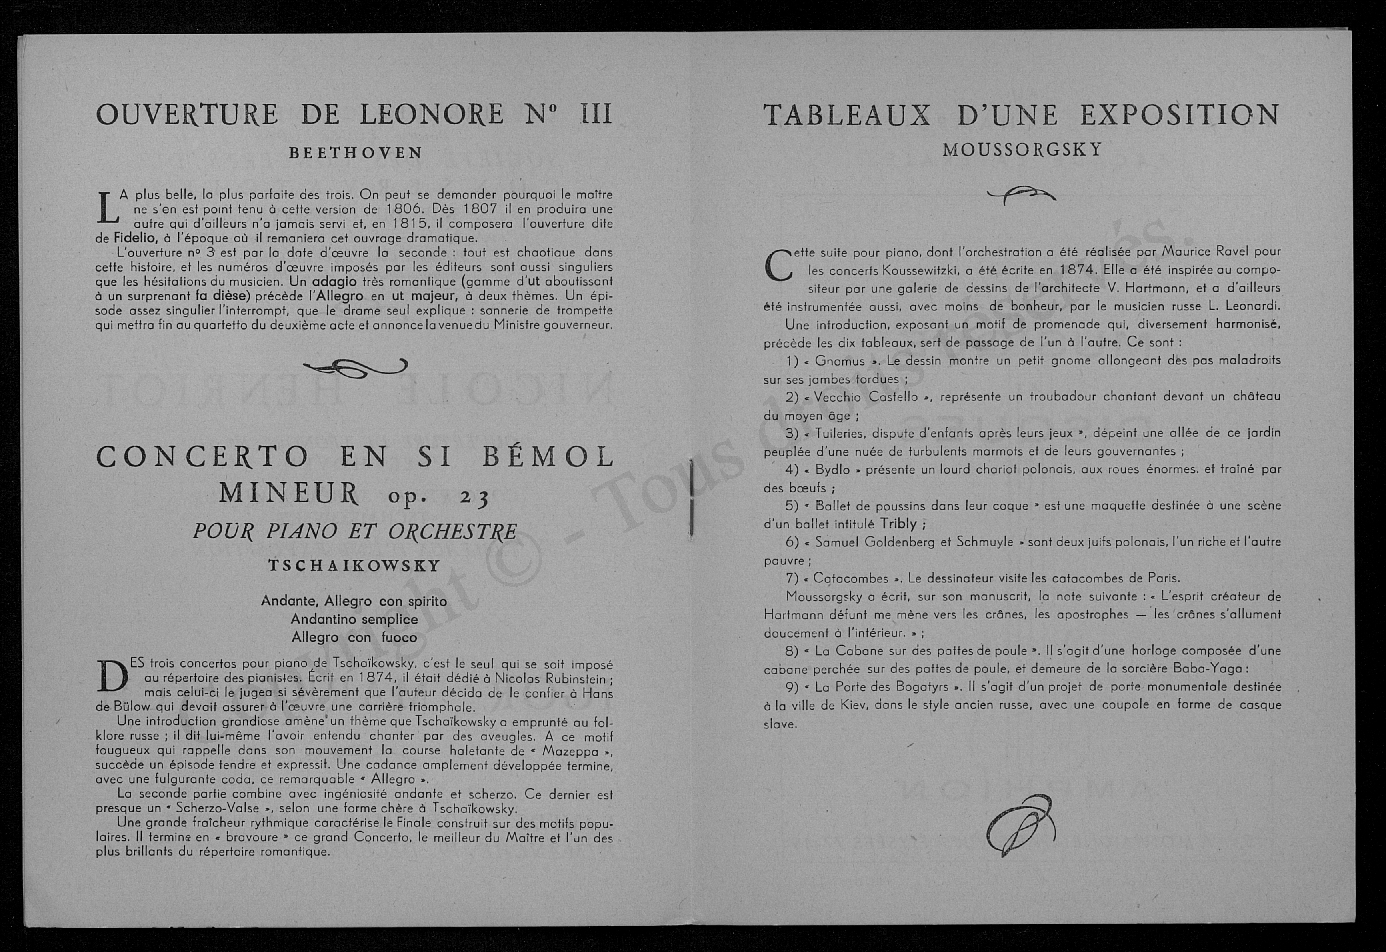 OUVERTURE DE LEONORE Nº III
BEETHOVEN
LA plus belle, la plus parfaite des trois. On peut se demander pourquoi le maître
ne s'en est point tenu à cette version de 1806. Dès 1807 il en produira une
autre qui d'ailleurs n'a jamais servi et, en 1815, il composera l'ouverture dite
de Fidelio, à l'époque où il remaniera cet ouvrage dramatique.
L'ouverture nº 3 est par la date d'œuvre la seconde : tout est chaotique dans
cette histoire, et les numéros d'œuvre imposés par les éditeurs sont aussi singuliers
que les hésitations du musicien. Un adagio très romantique (gamme d'ut aboutissant
à un surprenant fa dièse) précède l'Allegro en ut majeur, à deux thèmes. Un épi-
sode assez singulier l'interrompt, que le drame seul explique : sonnerie de trompette
qui mettra fin au quartetto du deuxième acte et annonce la venue du Ministre gouverneur.
CONCERTO EN SI BÉMOL
MINEUR op. 23
POUR PIANO ET ORCHESTRE
TSCHAIKOWSKY
Andante, Allegro con spirito
Andantino semplice
Allegro con fuoco
DES trois concertos pour piano de Tschaïkowsky, c'est le seul qui se soit imposé
au répertoire des pianistes. Écrit en 1874, il était dédié à Nicolas Rubinstein ;
mais celui-ci le jugea si sévèrement que l'auteur décida de le confier à Hans
de Bülow qui devait assurer à l'œuvre une carrière triomphale.
Une introduction grandiose amène un thème que Tschaïkowsky a emprunté au fol-
klore russe ; il dit lui-même l'avoir entendu chanter par des aveugles. A ce motif
fougueux qui rappelle dans son mouvement la course haletante de « Mazeppa »,
succède un épisode tendre et expressif. Une cadance amplement développée termine,
avec une fulgurante coda, ce remarquable « Allegro ».
La seconde partie combine avec ingéniosité andante et scherzo. Ce dernier est
presque un « Scherzo-Valse », selon une forme chère à Tschaïkowsky.
Une grande fraîcheur rythmique caractérise le Finale construit sur des motifs popu-
laires. Il termine en « bravoure » ce grand Concerto, le meilleur du Maître et l'un des
plus brillants du répertoire romantique.
TABLEAUX D'UNE EXPOSITION
MOUSSORGSKY
Cette suite pour piano, dont l'orchestration a été réalisée par Maurice Ravel pour
les concerts Koussewitzki, a été écrite en 1874. Elle a été inspirée au compo-
siteur par une galerie de dessins de l'architecte V. Hartmann, et a d'ailleurs
été instrumentée aussi, avec moins de bonheur, par le musicien russe L. Leonardi.
Une introduction, exposant un motif de promenade qui, diversement harmonisé,
précède les dix tableaux, sert de passage de l'un à l'autre. Ce sont :
1) « Gnomus ». Le dessin montre un petit gnome allongeant des pas maladroits
sur ses jambes tordues ;
2) « Vecchio Castello », représente un troubadour chantant devant un château
du moyen âge ;
3) « Tuileries, dispute d'enfants après leurs jeux », dépeint une allée de ce jardin
peuplée d'une nuée de turbulents marmots et de leurs gouvernantes ;
4) « Bydlo » présente un lourd chariot polonais, aux roues énormes, et traîné par
des bœufs ;
5) « Ballet de poussins dans leur coque » est une maquette destinée à une scène
d'un ballet intitulé Tribly ;
6) « Samuel Goldenberg et Schmuyle » sont deux juifs polonais, l'un riche et l'autre
pauvre ;
7) « Catacombes ». Le dessinateur visite les catacombes de Paris.
Moussorgsky a écrit, sur son manuscrit, la note suivante : « L'esprit créateur de
Hartmann défunt me mène vers les crânes, les apostrophes — les crânes s'allument
doucement à l'intérieur. » ;
8) « La Cabane sur des pattes de poule ». Il s'agit d'une horloge composée d'une
cabane perchée sur des pattes de poule, et demeure de la sorcière Baba-Yaga :
9) « La Porte des Bogatyrs ». Il s'agit d'un projet de porte monumentale destinée
à la ville de Kiev, dans le style ancien russe, avec une coupole en forme de casque
slave.